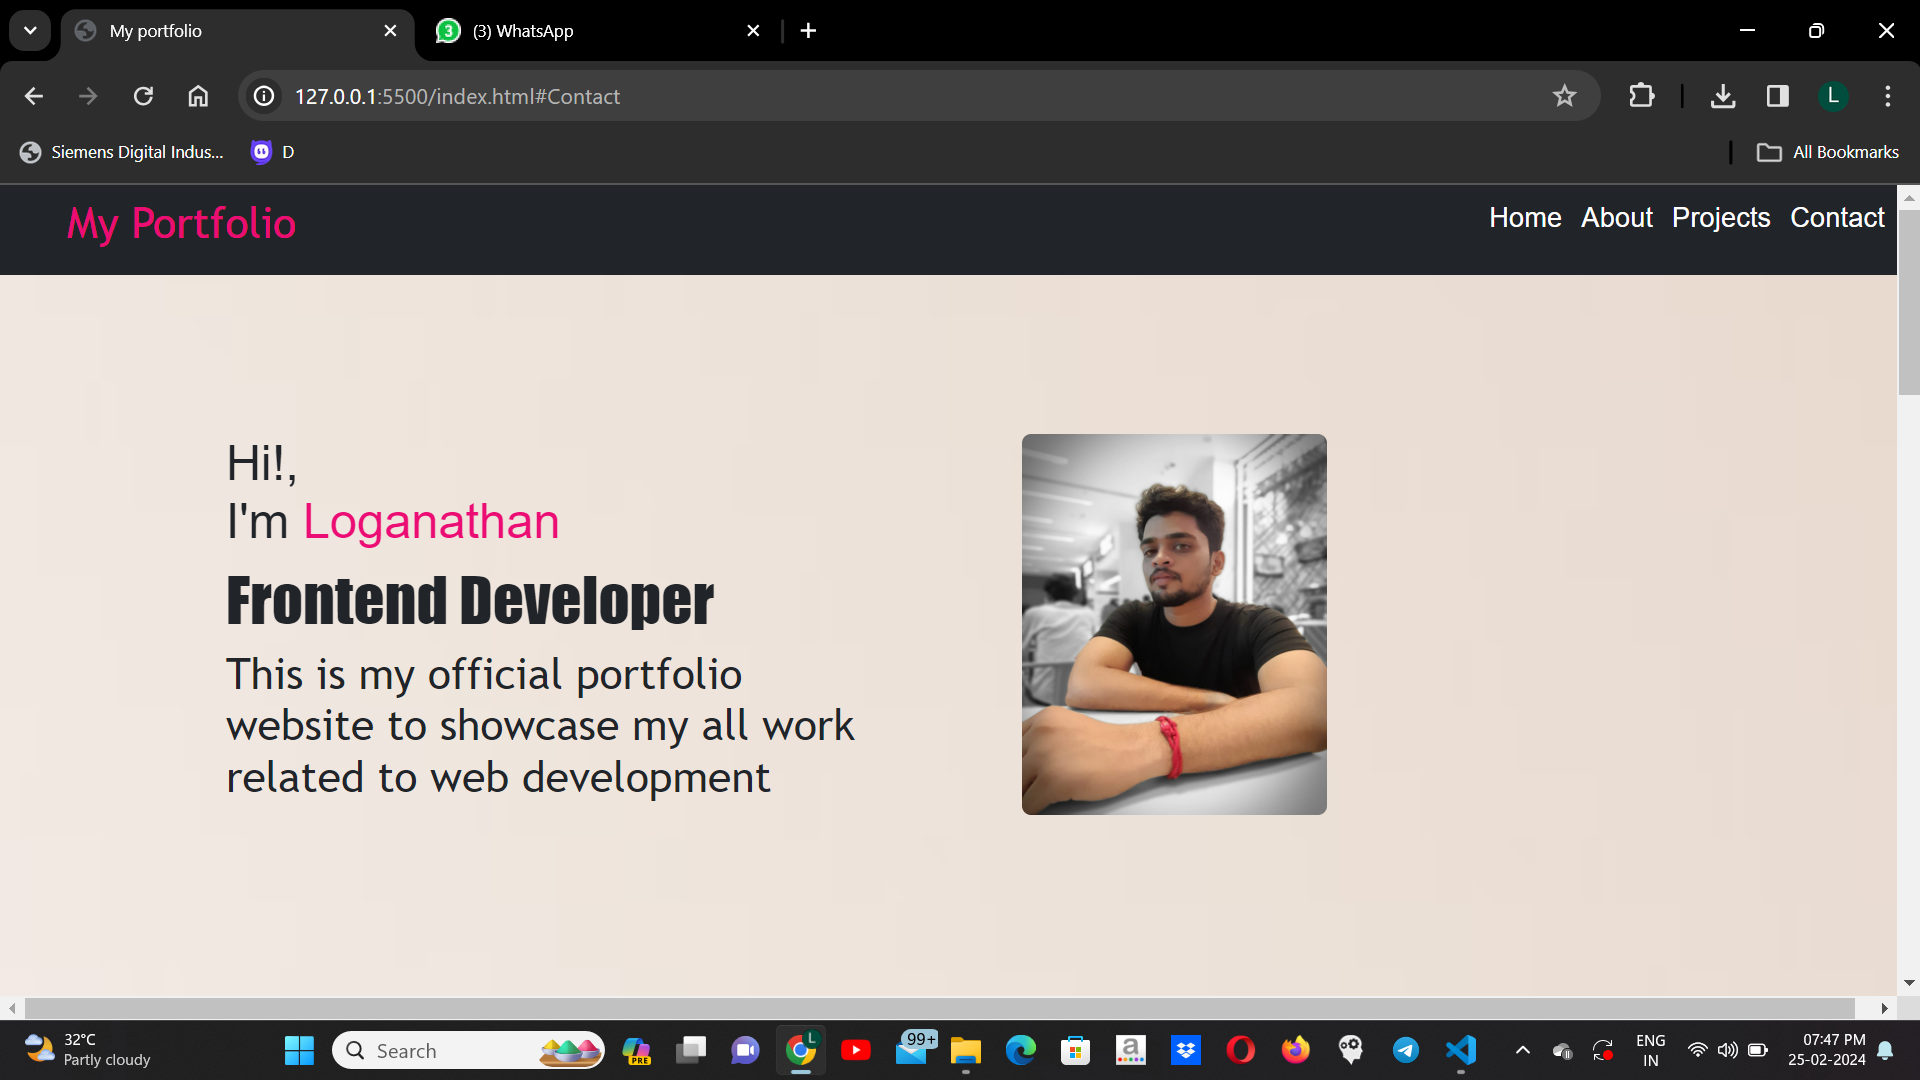 My portfolio
(3) WhatsApp
127.0.0.1:5500/index.html#Contact
L
Siemens Digital Indus...
D
All Bookmarks
My Portfolio
Home About Projects Contact
Hi!,
I'm Loganathan
Frontend Developer
This is my official portfolio
website to showcase my all work
related to web development
32°C
Partly cloudy
Search
PRE
L
99+
a
ENG
IN
07:47 PM
25-02-2024